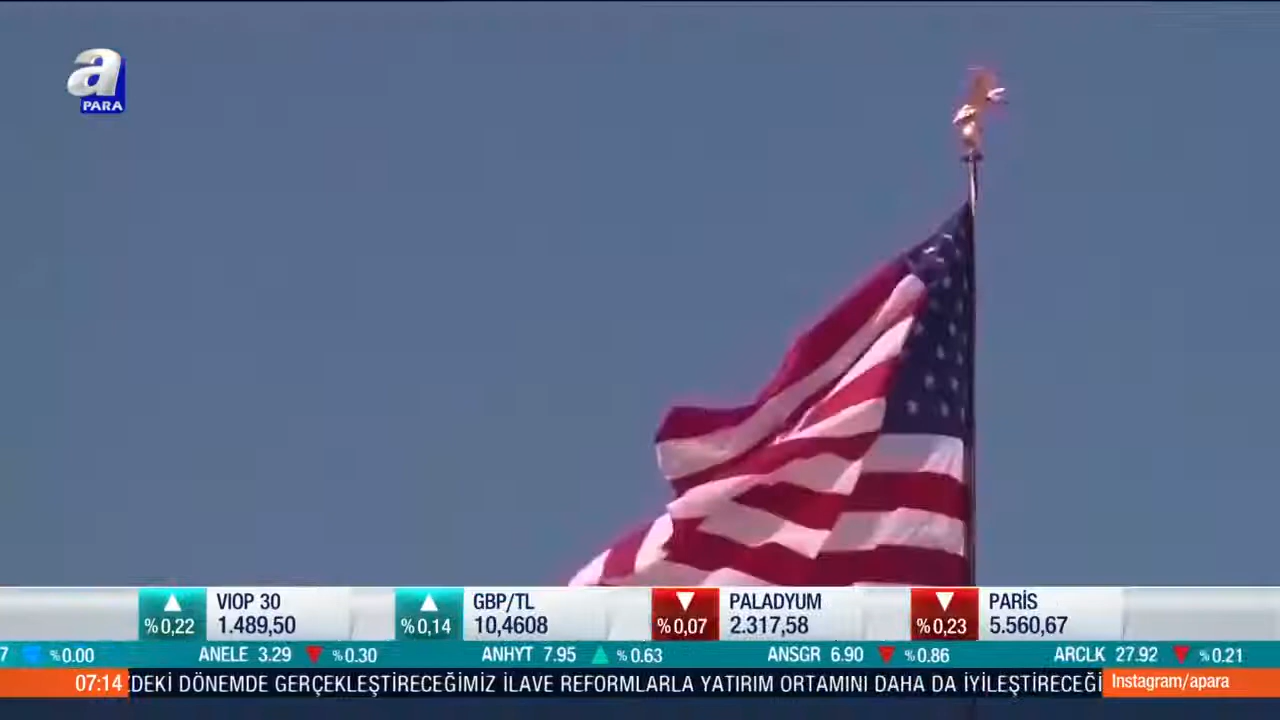 a
PARA
VIOP 30
%0,22 1.489,50
GBP/TL
%0,14 10,4608
PALADYUM
%0,07 2.317,58
PARİS
%0,23 5.560,67
7 %0.00 ANELE 3.29 %0.30 ANHYT 7.95 %0.63 ANSGR 6.90 %0.86 ARCLK 27.92 %0.21
07:14 ZDEKİ DÖNEMDE GERÇEKLEŞTİRECEĞİMİZ İLAVE REFORMLARLA YATIRIM ORTAMINI DAHA DA İYİLEŞTİRECEĞİ Instagram/apara